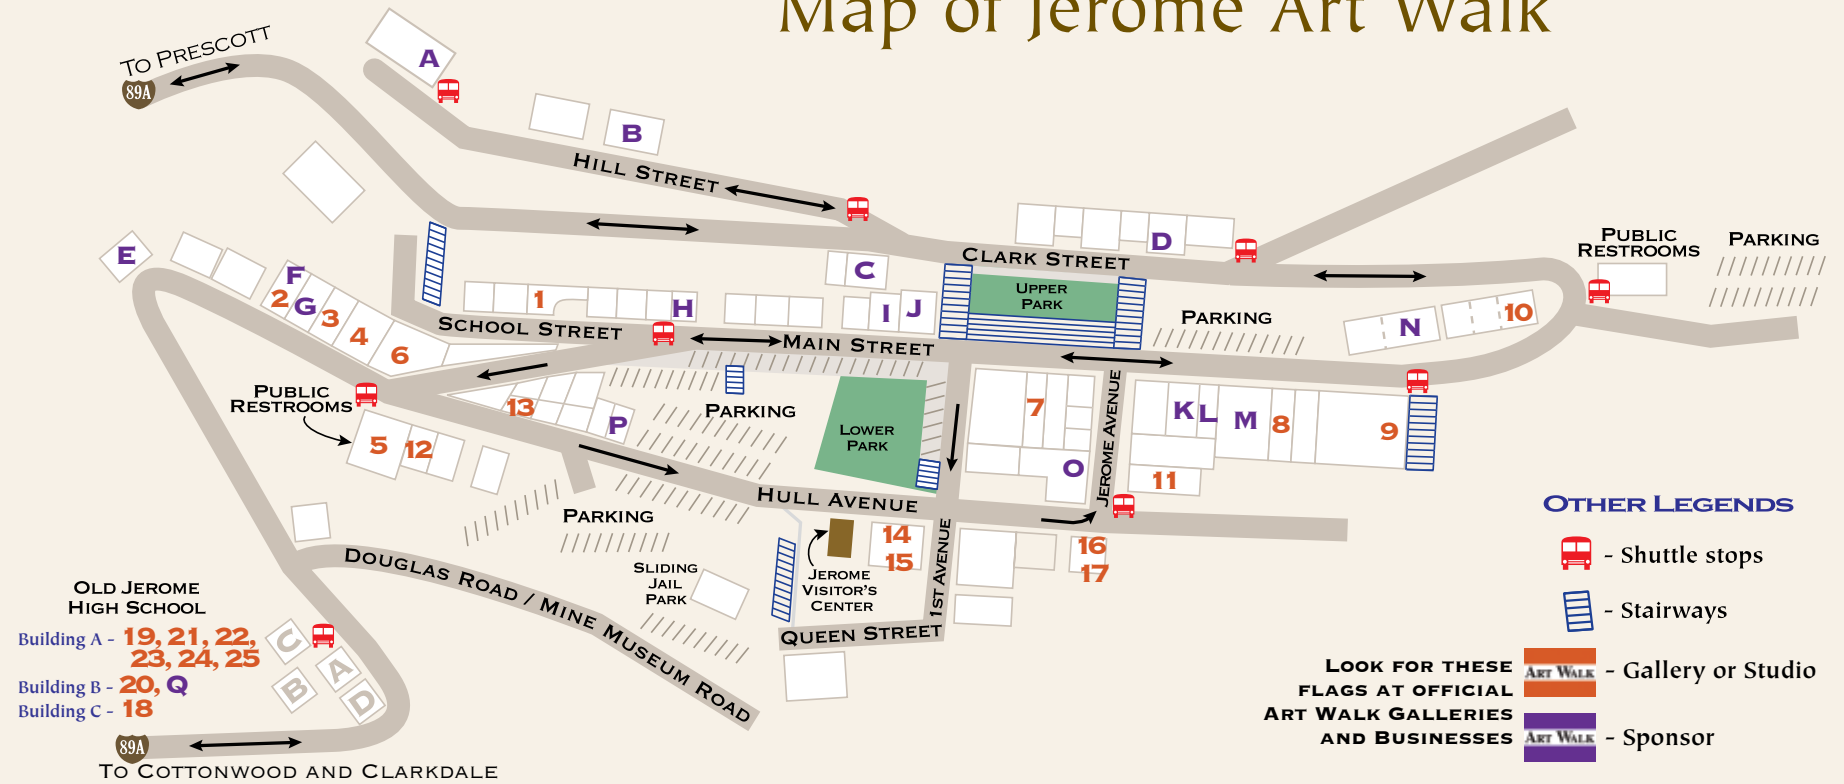 Map of Jerome Art Walk
To Prescott
89A
A
B
Hill Street
E
F
2
G
3
4
6
1
H
C
I
J
D
Clark Street
Upper
Park
School Street
Main Street
Parking
N
10
Public
Restrooms
Parking
Public
Restrooms
5
12
13
P
Parking
Lower
Park
7
O
Jerome Avenue
K
L
M
8
9
11
Hull Avenue
Parking
Jerome
Visitor's
Center
14
15
1st Avenue
16
17
Sliding
Jail
Park
Queen Street
Douglas Road / Mine Museum Road
Old Jerome
High School
Building A - 19, 21, 22,
23, 24, 25
Building B - 20, Q
Building C - 18
C
A
B
D
89A
To Cottonwood and Clarkdale
Other Legends
- Shuttle stops
- Stairways
Look for these
flags at official
Art Walk Galleries
and Businesses
Art Walk
- Gallery or Studio
Art Walk
- Sponsor